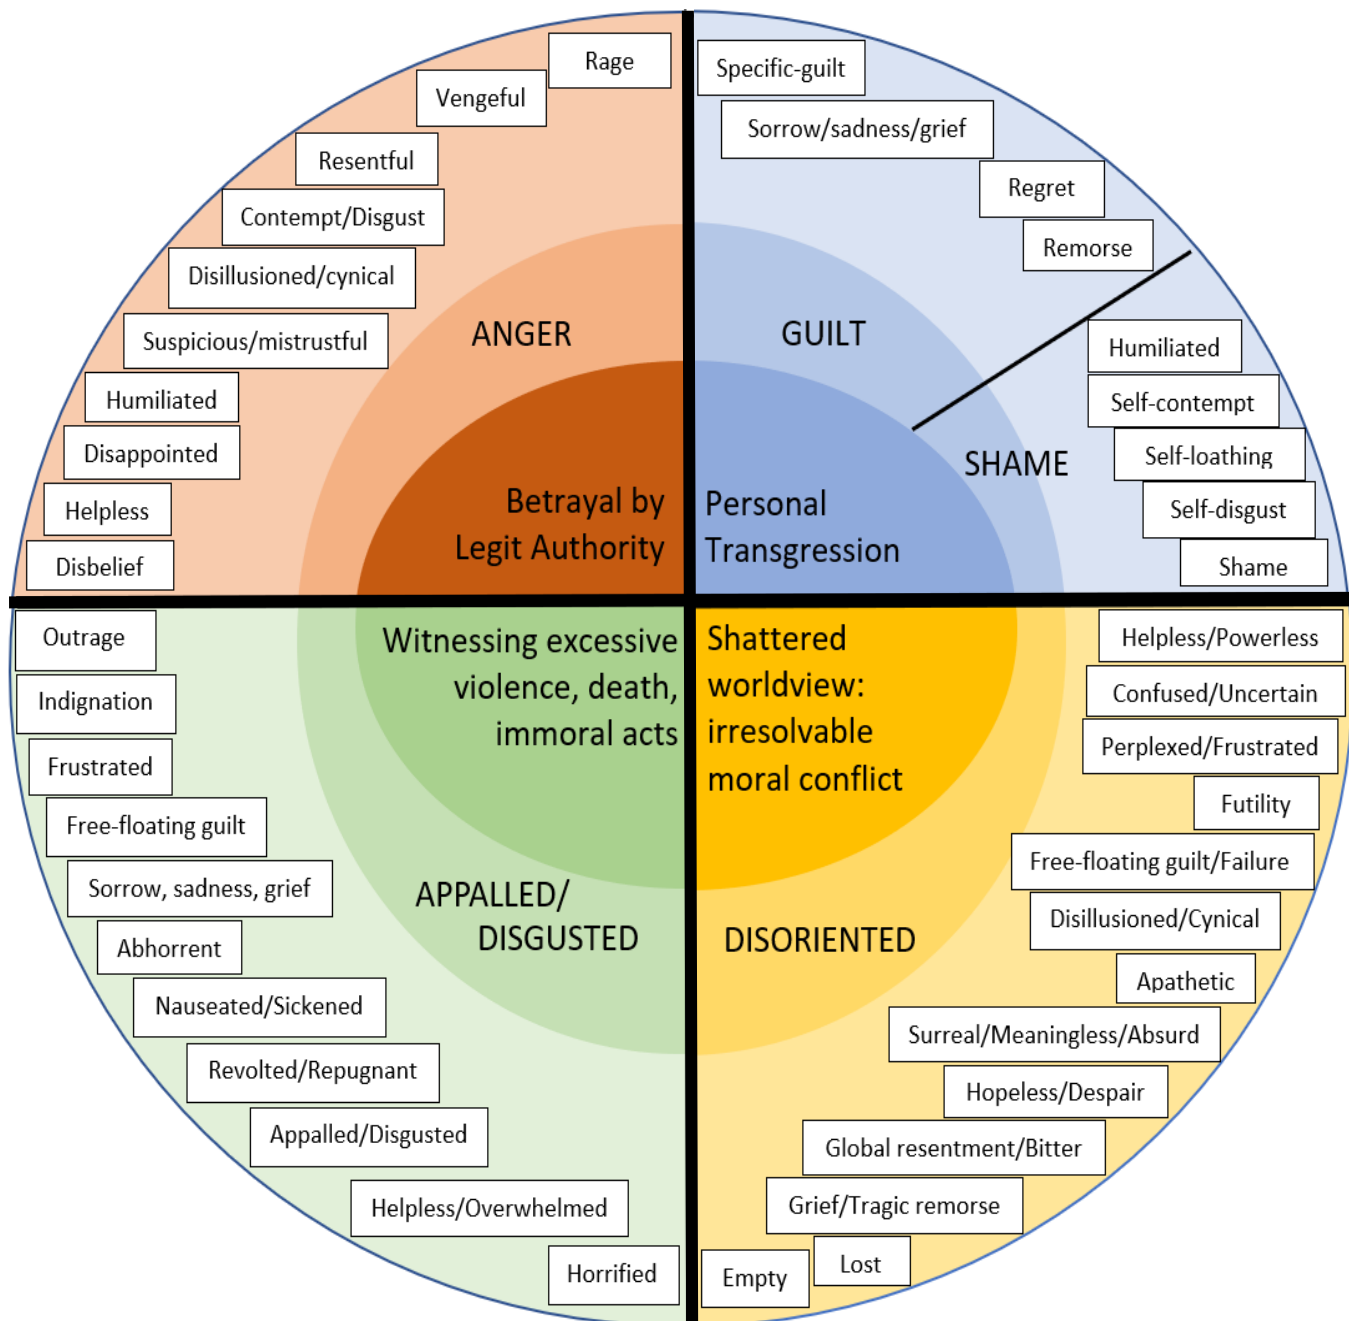 Rage
Vengeful
Resentful
Contempt/Disgust
Disillusioned/cynical
Suspicious/mistrustful
Humiliated
Disappointed
Helpless
Disbelief
ANGER
Betrayal by
Legit Authority
Specific-guilt
Sorrow/sadness/grief
Regret
Remorse
GUILT
Humiliated
Self-contempt
Self-loathing
Self-disgust
Shame
SHAME
Personal
Transgression
Outrage
Indignation
Frustrated
Free-floating guilt
Sorrow, sadness, grief
Abhorrent
Nauseated/Sickened
Revolted/Repugnant
Appalled/Disgusted
Helpless/Overwhelmed
Horrified
Witnessing excessive
violence, death,
immoral acts
APPALLED/
DISGUSTED
Shattered
worldview:
irresolvable
moral conflict
DISORIENTED
Helpless/Powerless
Confused/Uncertain
Perplexed/Frustrated
Futility
Free-floating guilt/Failure
Disillusioned/Cynical
Apathetic
Surreal/Meaningless/Absurd
Hopeless/Despair
Global resentment/Bitter
Grief/Tragic remorse
Lost
Empty